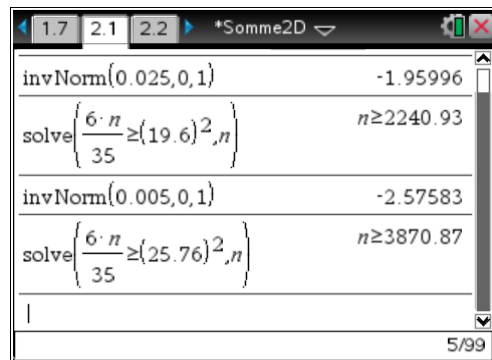 1.7 2.1 2.2 *Somme2D
invNorm(0.025,0,1) -1.95996
solve(6·n/35≥(19.6)²,n) n≥2240.93
invNorm(0.005,0,1) -2.57583
solve(6·n/35≥(25.76)²,n) n≥3870.87
5/99